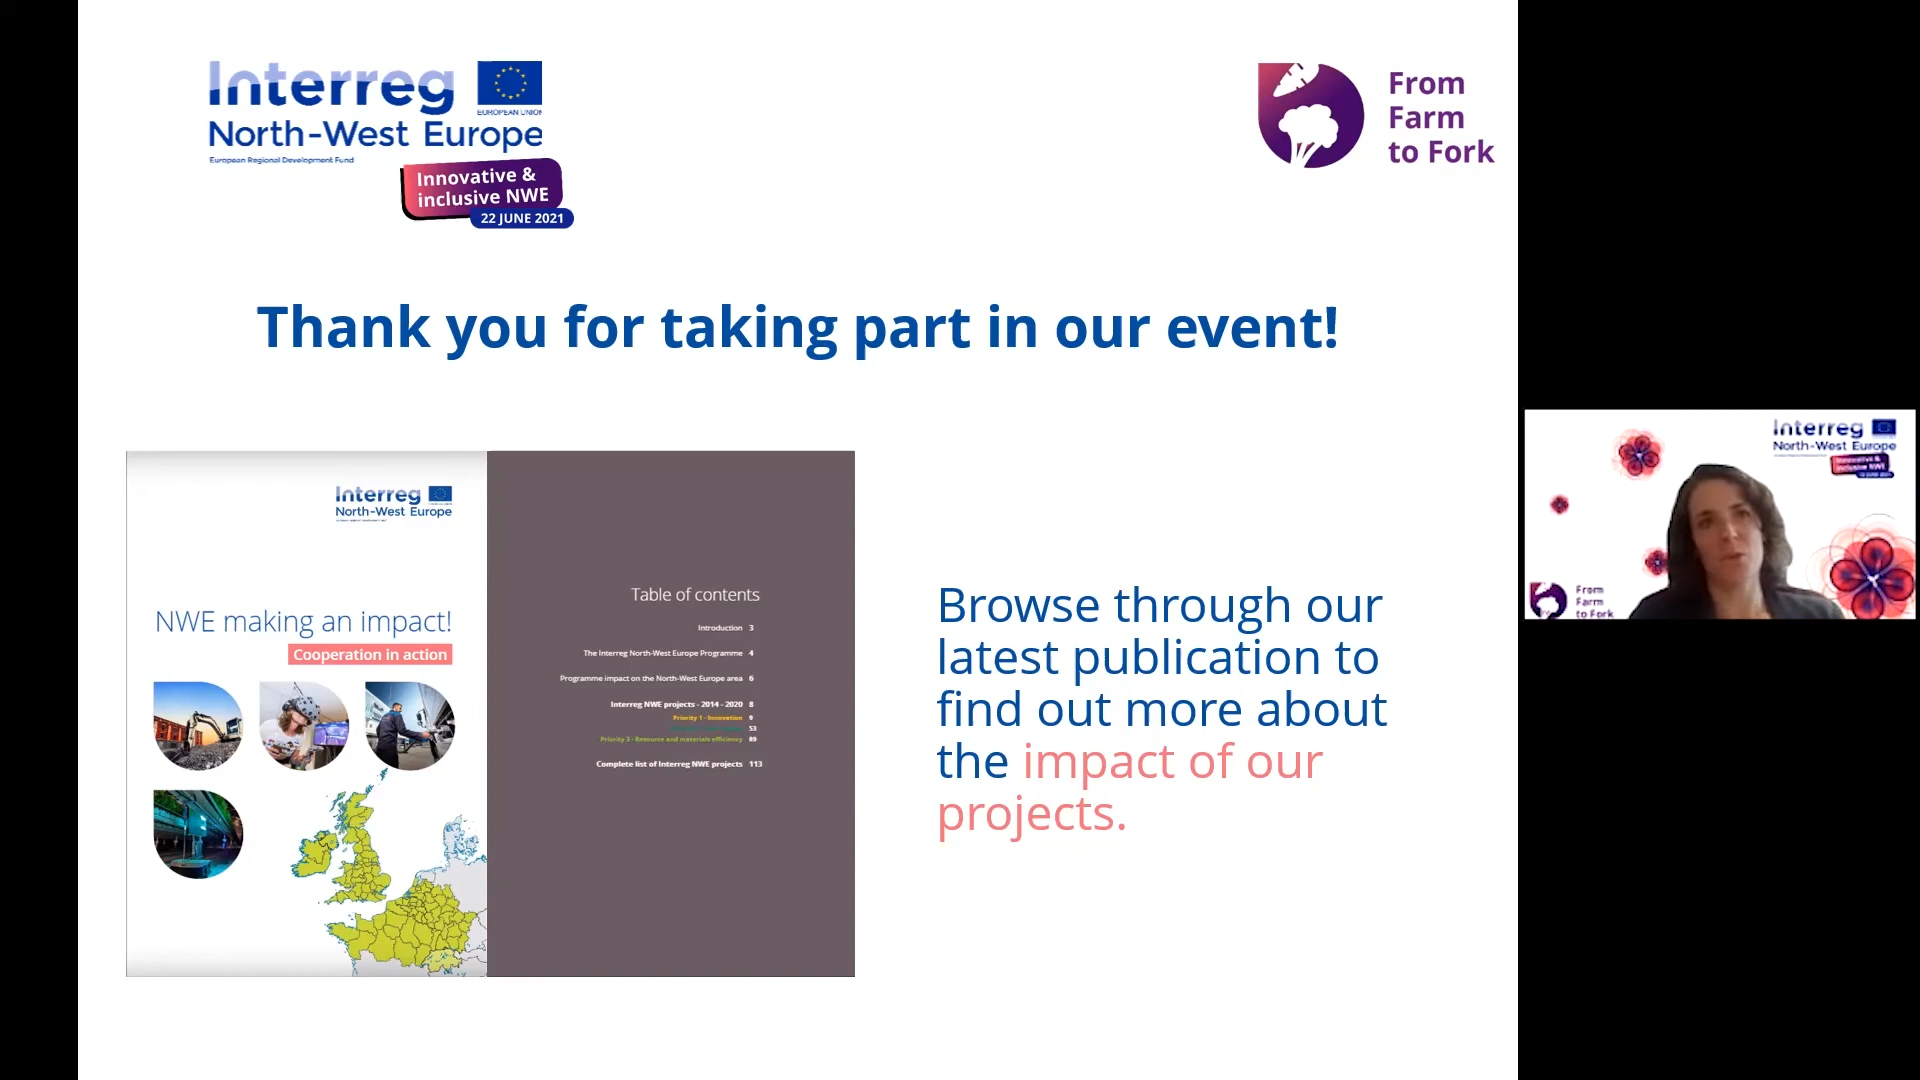 Interreg
EUROPEAN UNION
North-West Europe
European Regional Development Fund
Innovative &
inclusive NWE
22 JUNE 2021
From
Farm
to Fork
Thank you for taking part in our event!
Interreg
North-West Europe
NWE making an impact!
Cooperation in action
Table of contents
Introduction 3
The Interreg North-West Europe Programme 4
Programme impact on the North-West Europe area 6
Interreg NWE projects - 2014 - 2020 8
Priority 1 - Innovation 9
53
Priority 3 - Resource and materials efficiency 89
Complete list of Interreg NWE projects 113
Browse through our
latest publication to
find out more about
the impact of our
projects.
Interreg
North-West Europe
Innovative &
inclusive NWE
From
Farm
to Fork